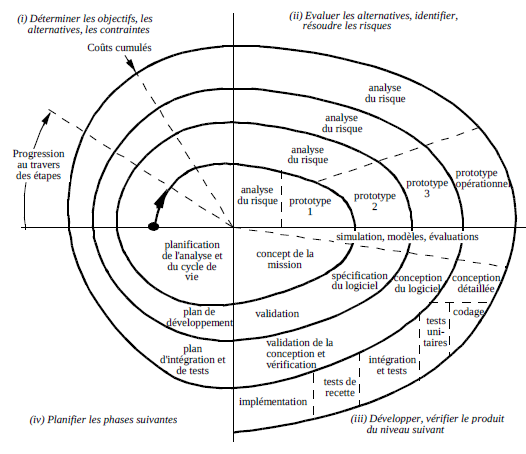 (i) Déterminer les objectifs, les
alternatives, les contraintes
(ii) Evaluer les alternatives, identifier,
résoudre les risques
Coûts cumulés
Progression
au travers
des étapes
analyse
du risque
analyse
du risque
analyse
du risque
analyse
du risque
prototype
1
prototype
2
prototype
3
prototype
opérationnel
simulation, modèles, évaluations
planification
de l'analyse et
du cycle de
vie
concept de la
mission
spécification
du logiciel
conception
du logiciel
conception
détaillée
plan de
développement
validation
codage
tests
uni-
taires
plan
d'intégration et
de tests
validation de la
conception et
vérification
intégration
et tests
tests de
recette
implémentation
(iv) Planifier les phases suivantes
(iii) Développer, vérifier le produit
du niveau suivant